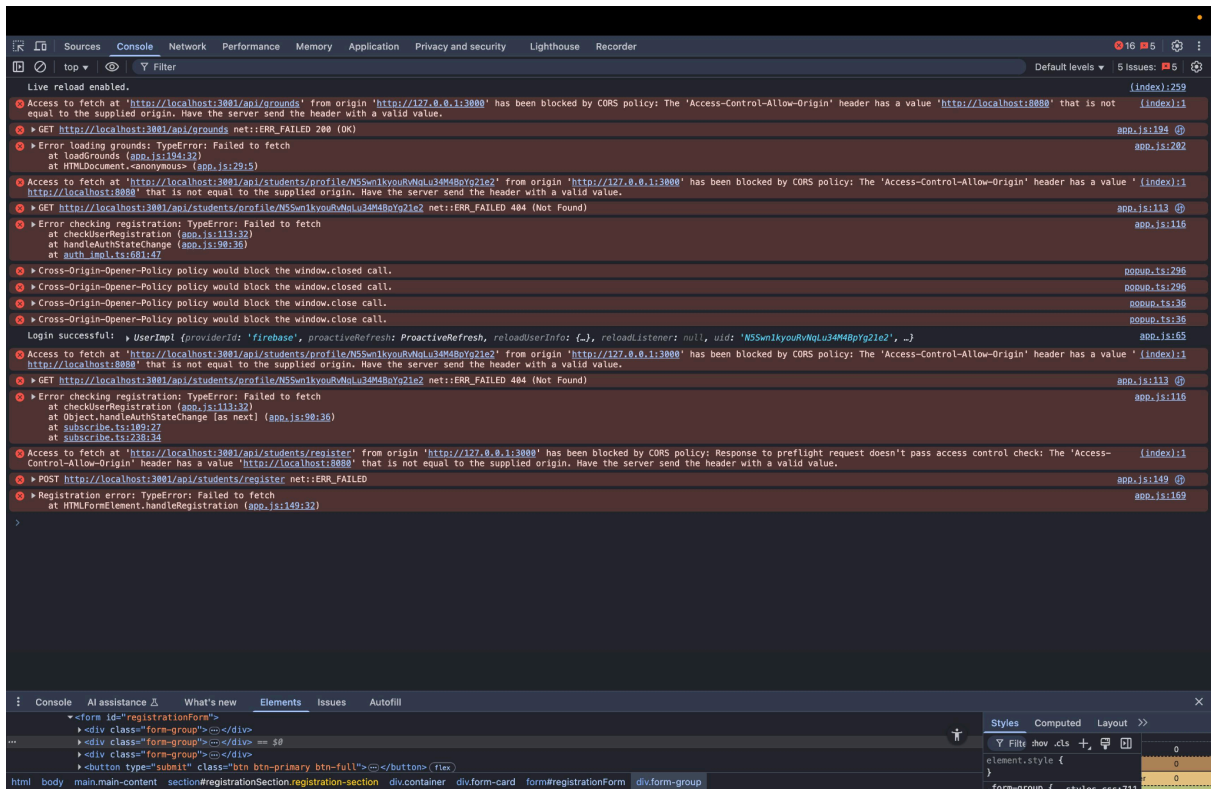 Sources Console Network Performance Memory Application Privacy and security Lighthouse Recorder 16 5
top Filter Default levels 5 Issues: 5
Live reload enabled. (index):259
Access to fetch at 'http://localhost:3001/api/grounds' from origin 'http://127.0.0.1:3000' has been blocked by CORS policy: The 'Access-Control-Allow-Origin' header has a value 'http://localhost:8080' that is not (index):1
equal to the supplied origin. Have the server send the header with a valid value.
GET http://localhost:3001/api/grounds net::ERR_FAILED 200 (OK) app.js:194
Error loading grounds: TypeError: Failed to fetch app.js:202
at loadGrounds (app.js:194:32)
at HTMLDocument.<anonymous> (app.js:29:5)
Access to fetch at 'http://localhost:3001/api/students/profile/N5Swn1kyouRvNqLu34M4BpYg21e2' from origin 'http://127.0.0.1:3000' has been blocked by CORS policy: The 'Access-Control-Allow-Origin' header has a value ' (index):1
http://localhost:8080' that is not equal to the supplied origin. Have the server send the header with a valid value.
GET http://localhost:3001/api/students/profile/N5Swn1kyouRvNqLu34M4BpYg21e2 net::ERR_FAILED 404 (Not Found) app.js:113
Error checking registration: TypeError: Failed to fetch app.js:116
at checkUserRegistration (app.js:113:32)
at handleAuthStateChange (app.js:90:36)
at auth_impl.ts:681:47
Cross-Origin-Opener-Policy policy would block the window.closed call. popup.ts:296
Cross-Origin-Opener-Policy policy would block the window.closed call. popup.ts:296
Cross-Origin-Opener-Policy policy would block the window.close call. popup.ts:36
Cross-Origin-Opener-Policy policy would block the window.close call. popup.ts:36
Login successful: UserImpl {providerId: 'firebase', proactiveRefresh: ProactiveRefresh, reloadUserInfo: {…}, reloadListener: null, uid: 'N5Swn1kyouRvNqLu34M4BpYg21e2', …} app.js:65
Access to fetch at 'http://localhost:3001/api/students/profile/N5Swn1kyouRvNqLu34M4BpYg21e2' from origin 'http://127.0.0.1:3000' has been blocked by CORS policy: The 'Access-Control-Allow-Origin' header has a value ' (index):1
http://localhost:8080' that is not equal to the supplied origin. Have the server send the header with a valid value.
GET http://localhost:3001/api/students/profile/N5Swn1kyouRvNqLu34M4BpYg21e2 net::ERR_FAILED 404 (Not Found) app.js:113
Error checking registration: TypeError: Failed to fetch app.js:116
at checkUserRegistration (app.js:113:32)
at Object.handleAuthStateChange [as next] (app.js:90:36)
at subscribe.ts:109:27
at subscribe.ts:238:34
Access to fetch at 'http://localhost:3001/api/students/register' from origin 'http://127.0.0.1:3000' has been blocked by CORS policy: Response to preflight request doesn't pass access control check: The 'Access- (index):1
Control-Allow-Origin' header has a value 'http://localhost:8080' that is not equal to the supplied origin. Have the server send the header with a valid value.
POST http://localhost:3001/api/students/register net::ERR_FAILED app.js:149
Registration error: TypeError: Failed to fetch app.js:169
at HTMLFormElement.handleRegistration (app.js:149:32)
Console AI assistance What's new Elements Issues Autofill
<form id="registrationForm">
<div class="form-group">…</div>
<div class="form-group">…</div> == $0
<div class="form-group">…</div>
<button type="submit" class="btn btn-primary btn-full">…</button> flex
html body main.main-content section#registrationSection.registration-section div.container div.form-card form#registrationForm div.form-group
Styles Computed Layout
Filte :hov .cls
element.style {
}
0
0
0